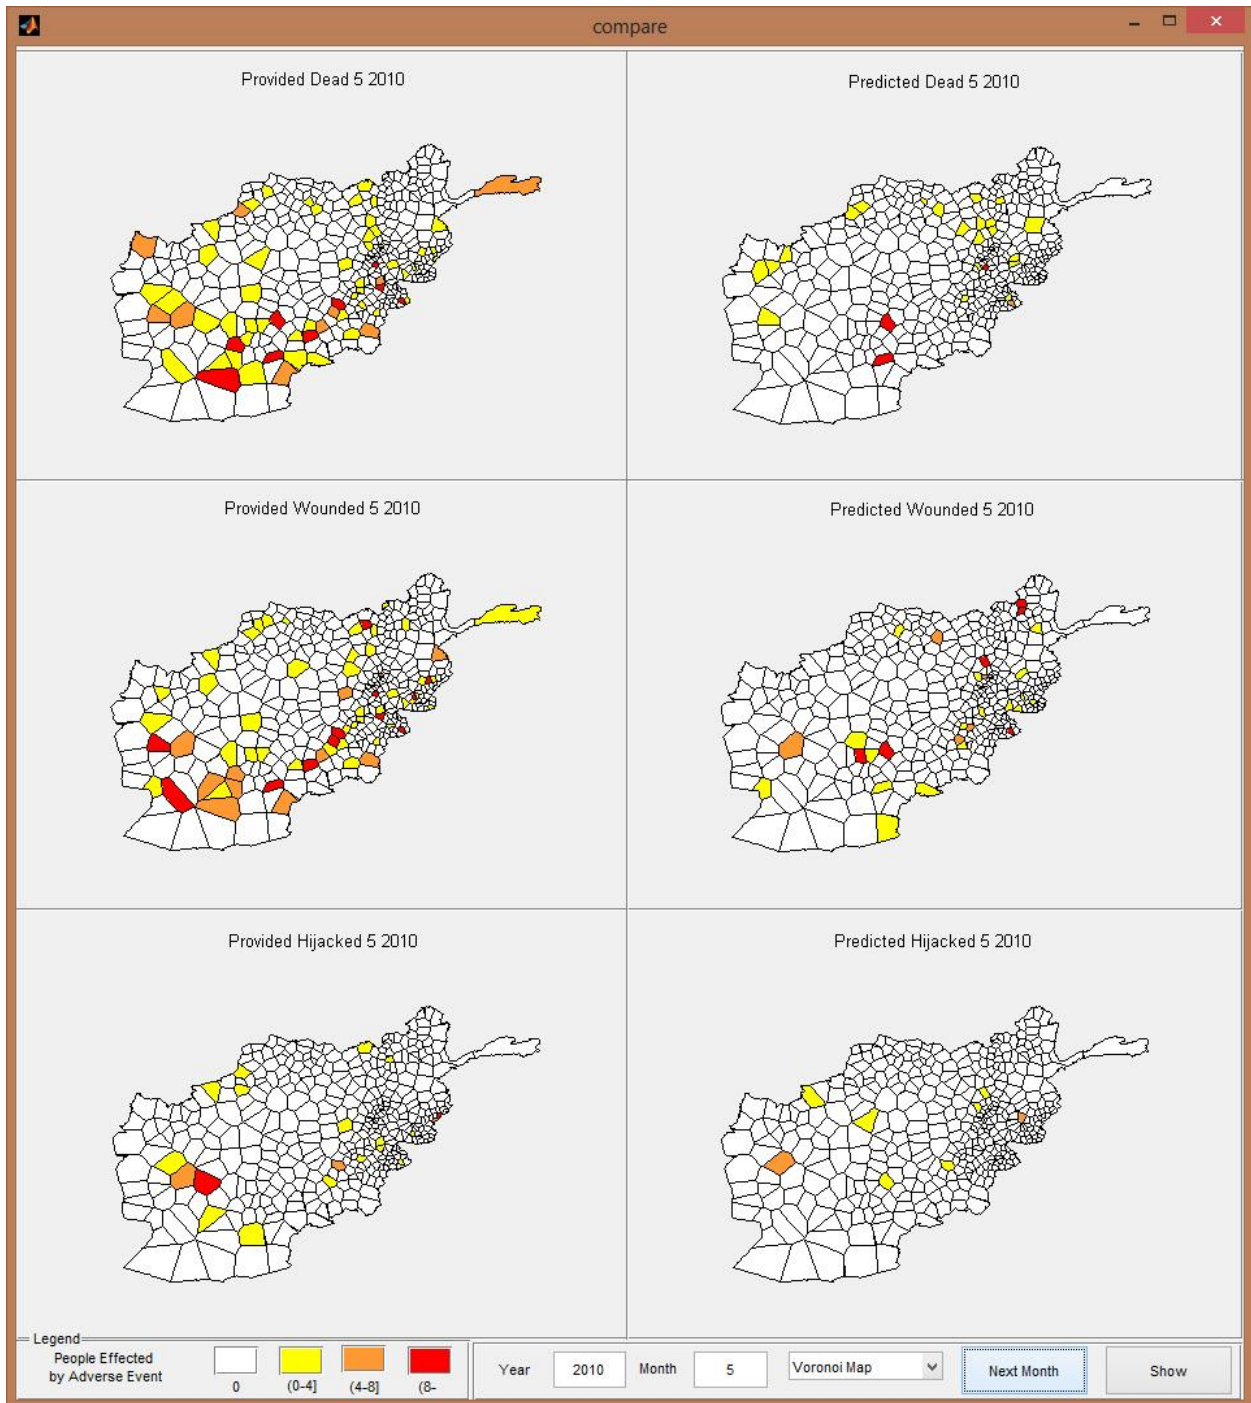 compare
Provided Dead 5 2010
Predicted Dead 5 2010
Provided Wounded 5 2010
Predicted Wounded 5 2010
Provided Hijacked 5 2010
Predicted Hijacked 5 2010
Legend
People Effected
by Adverse Event
0
(0-4]
(4-8]
(8-
Year
2010
Month
5
Voronoi Map
Next Month
Show